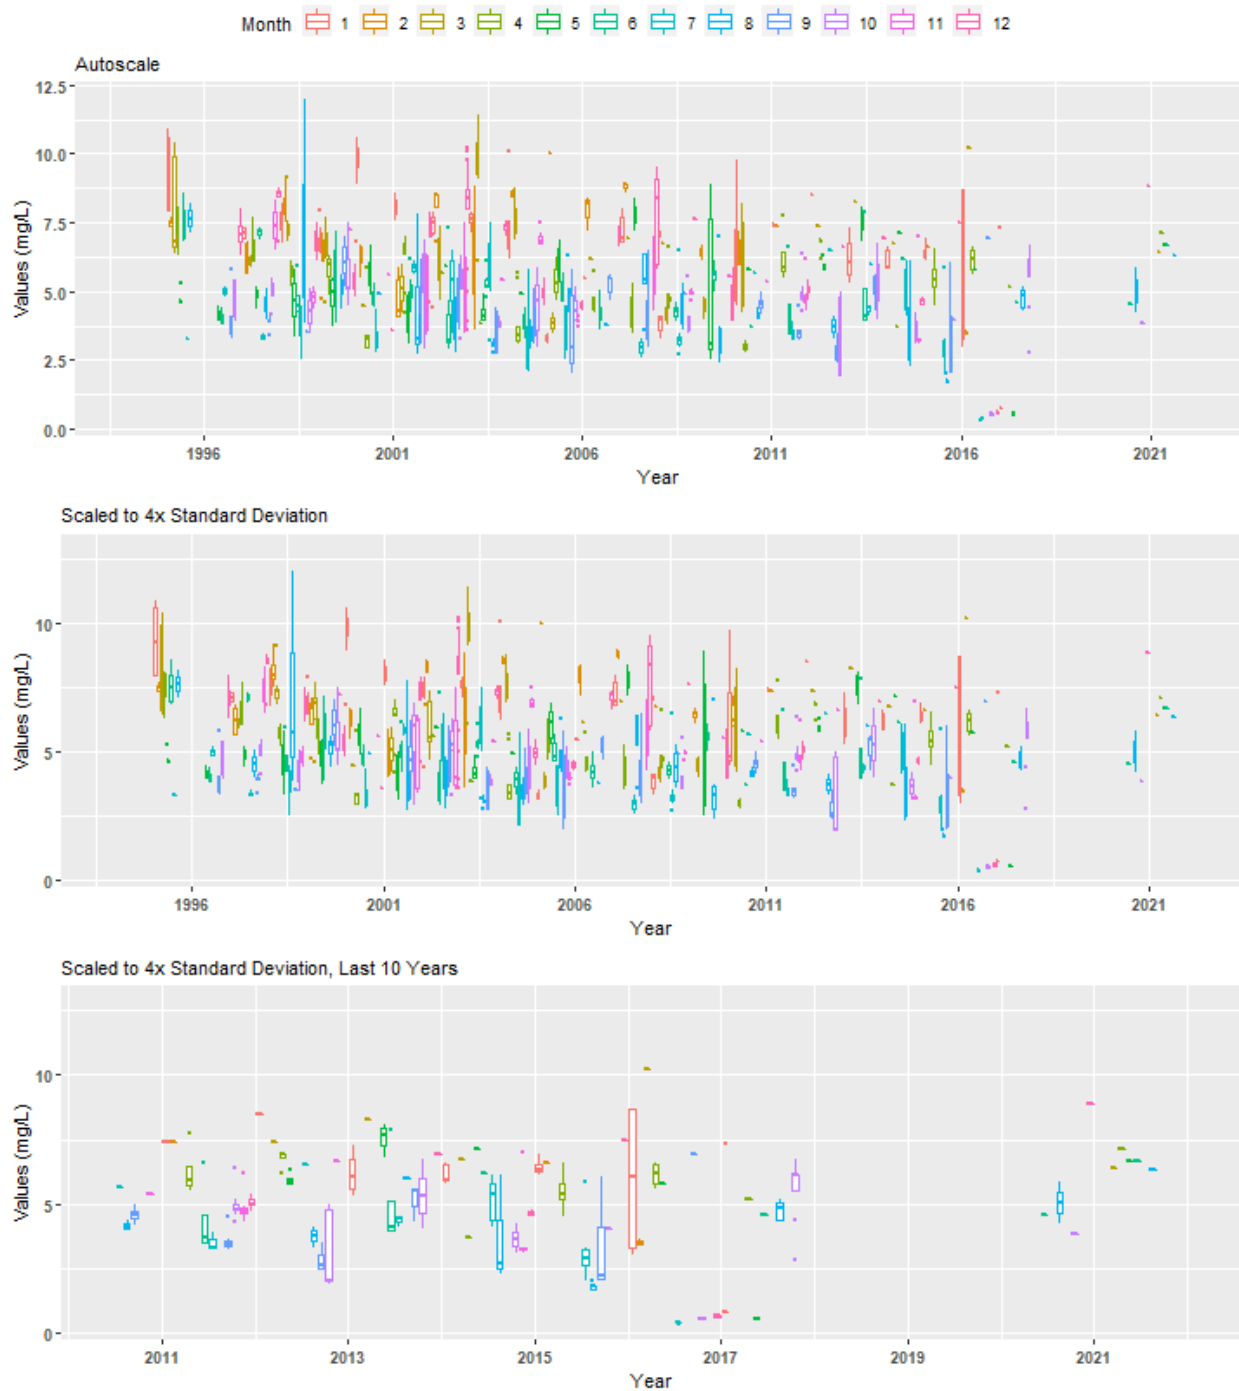 Month 1 2 3 4 5 6 7 8 9 10 11 12
Autoscale
12.5
10.0
7.5
5.0
2.5
0.0
Values (mg/L)
1996 2001 2006 2011 2016 2021
Year
Scaled to 4x Standard Deviation
10
5
0
Values (mg/L)
1996 2001 2006 2011 2016 2021
Year
Scaled to 4x Standard Deviation, Last 10 Years
10
5
0
Values (mg/L)
2011 2013 2015 2017 2019 2021
Year